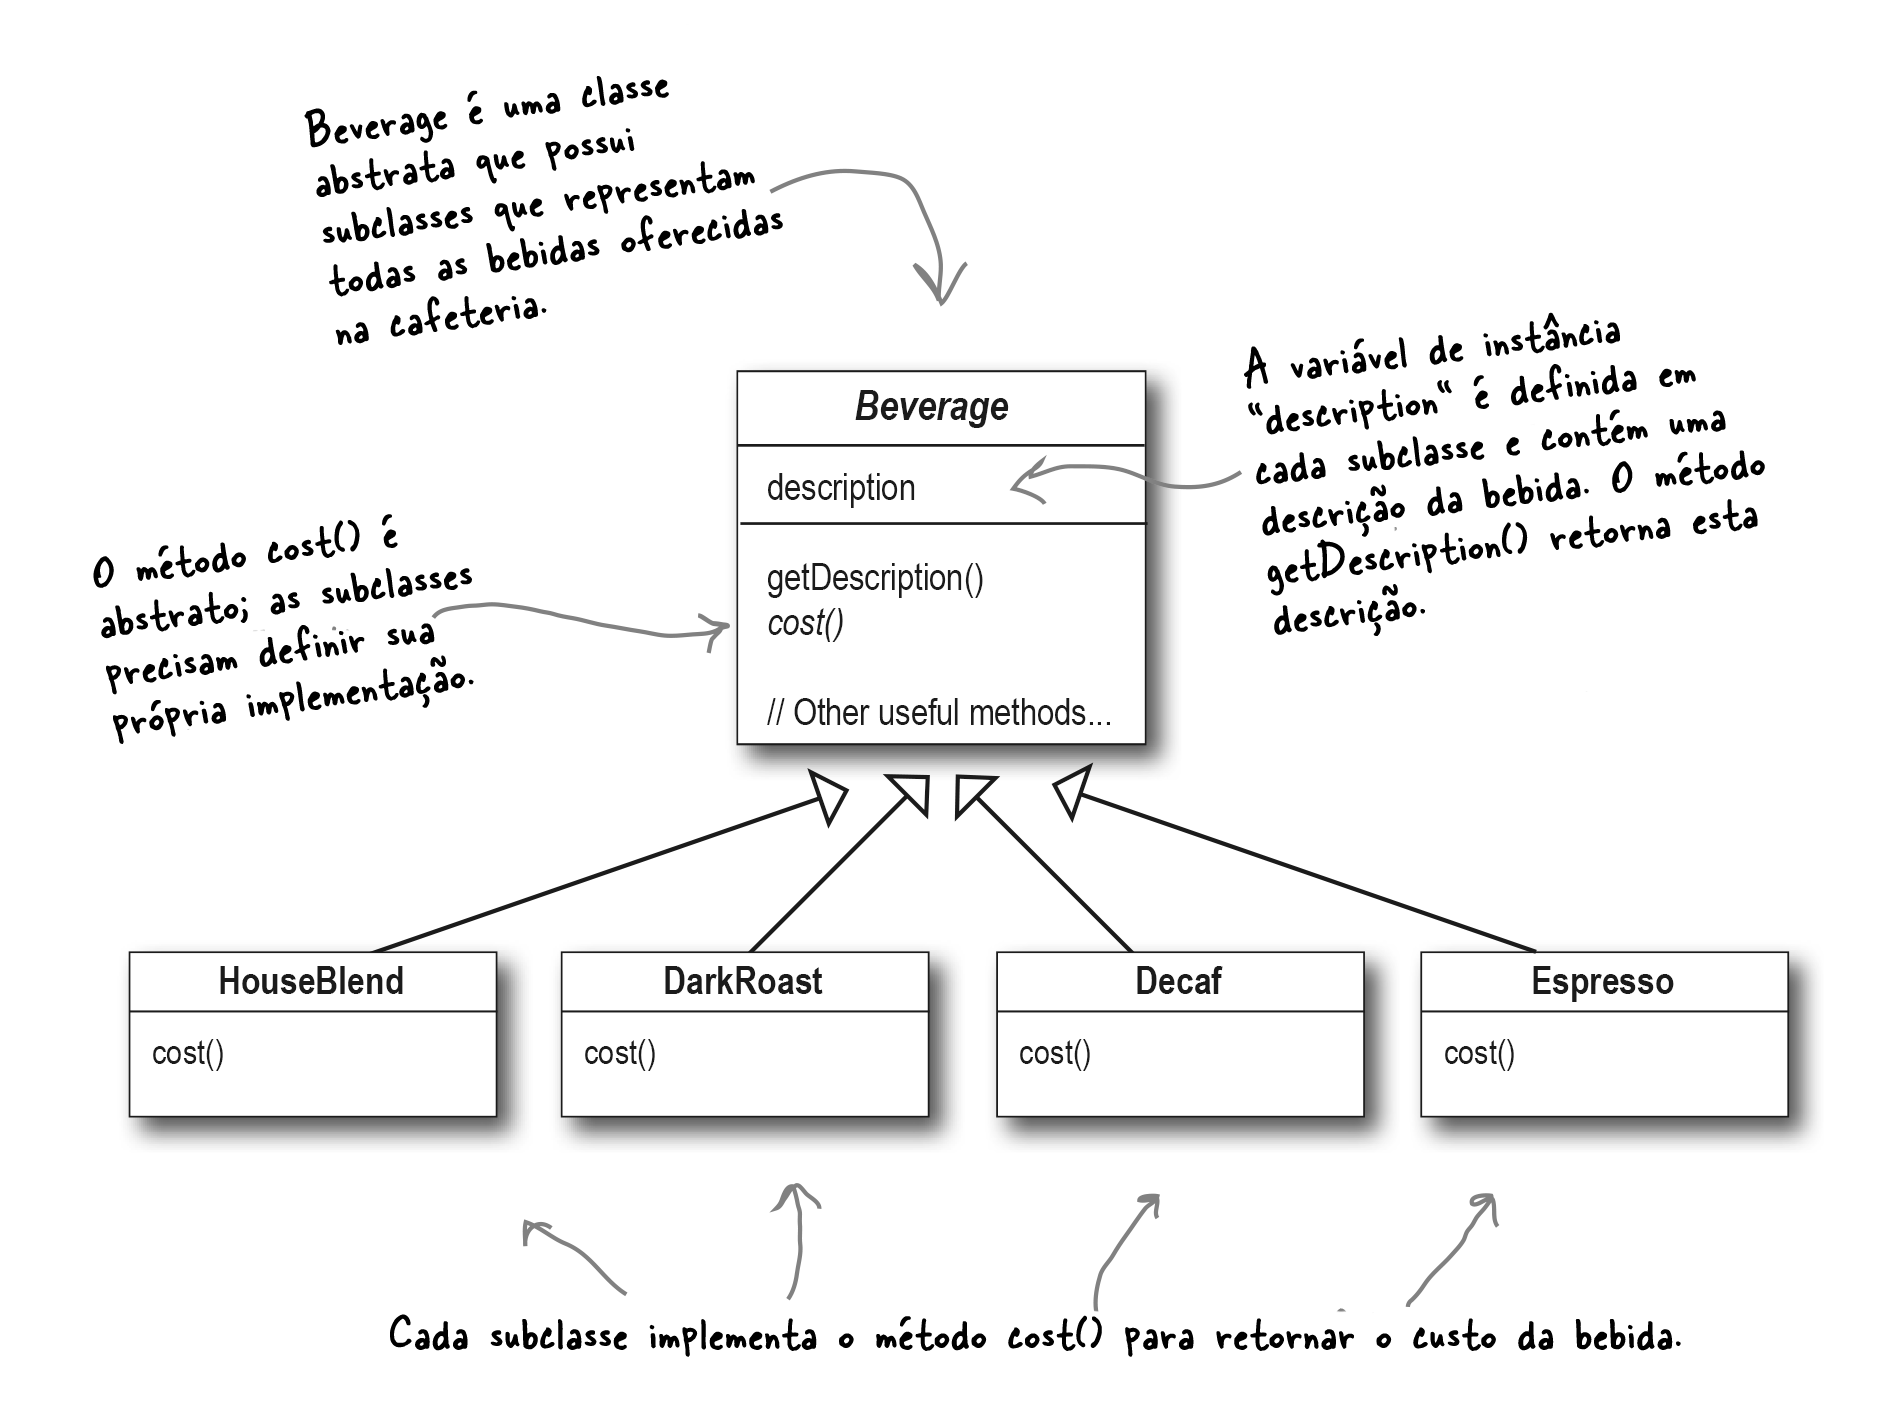 Beverage é uma classe
abstrata que possui
subclasses que representam
todas as bebidas oferecidas
na cafeteria.
A variável de instância
“description“ é definida em
cada subclasse e contém uma
descrição da bebida. O método
getDescription() retorna esta
descrição.
Beverage
description
getDescription()
cost()
// Other useful methods...
O método cost() é
abstrato; as subclasses
precisam definir sua
própria implementação.
HouseBlend
cost()
DarkRoast
cost()
Decaf
cost()
Espresso
cost()
Cada subclasse implementa o método cost() para retornar o custo da bebida.